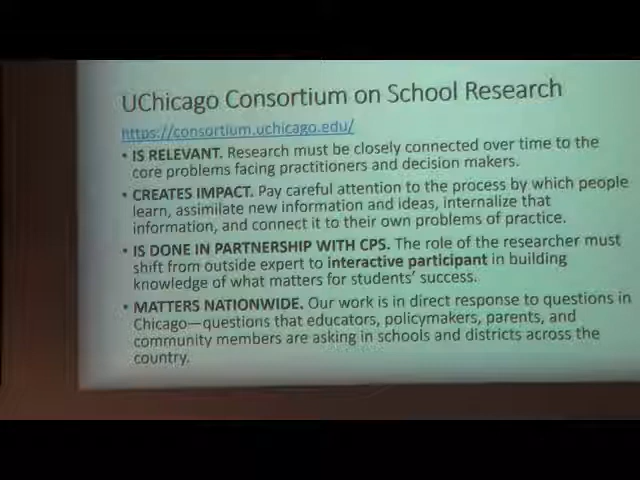 UChicago Consortium on School Research
https://consortium.uchicago.edu/
• IS RELEVANT. Research must be closely connected over time to the
core problems facing practitioners and decision makers.
• CREATES IMPACT. Pay careful attention to the process by which people
learn, assimilate new information and ideas, internalize that
information, and connect it to their own problems of practice.
• IS DONE IN PARTNERSHIP WITH CPS. The role of the researcher must
shift from outside expert to interactive participant in building
knowledge of what matters for students' success.
• MATTERS NATIONWIDE. Our work is in direct response to questions in
Chicago—questions that educators, policymakers, parents, and
community members are asking in schools and districts across the
country.